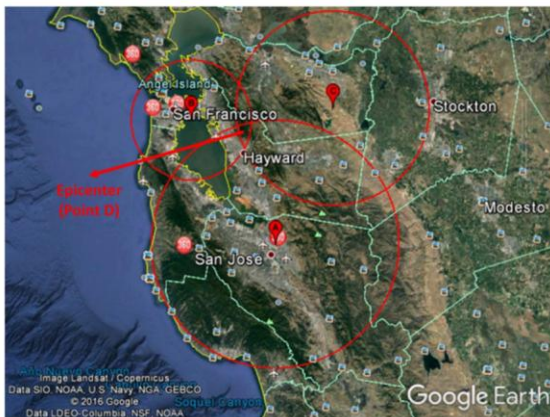 Angel Island
San Francisco
Stockton
Hayward
Epicenter
(Point D)
Modesto
A
San Jose
Image Landsat / Copernicus
Data SIO, NOAA, U.S. Navy, NGA, GEBCO
© 2016 Google
Data LDEO-Columbia, NSF, NOAA
Google Earth